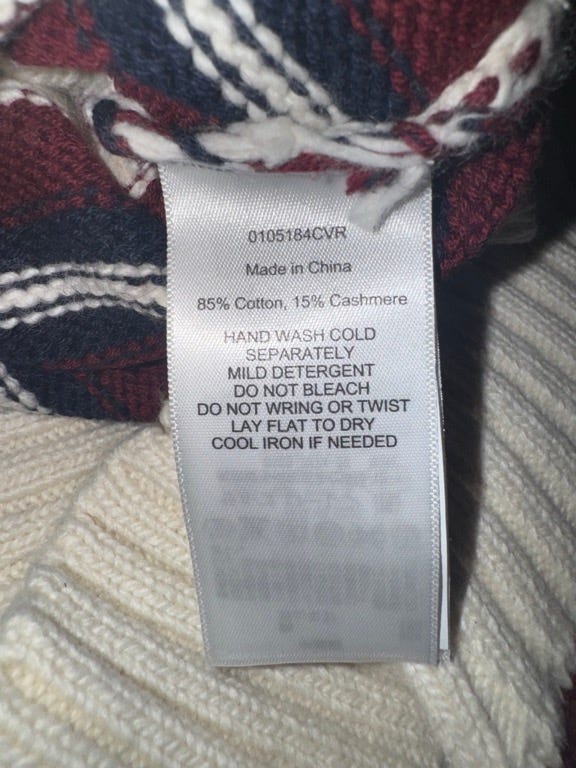 0105184CVR
Made in China
85% Cotton, 15% Cashmere
HAND WASH COLD
SEPARATELY
MILD DETERGENT
DO NOT BLEACH
DO NOT WRING OR TWIST
LAY FLAT TO DRY
COOL IRON IF NEEDED